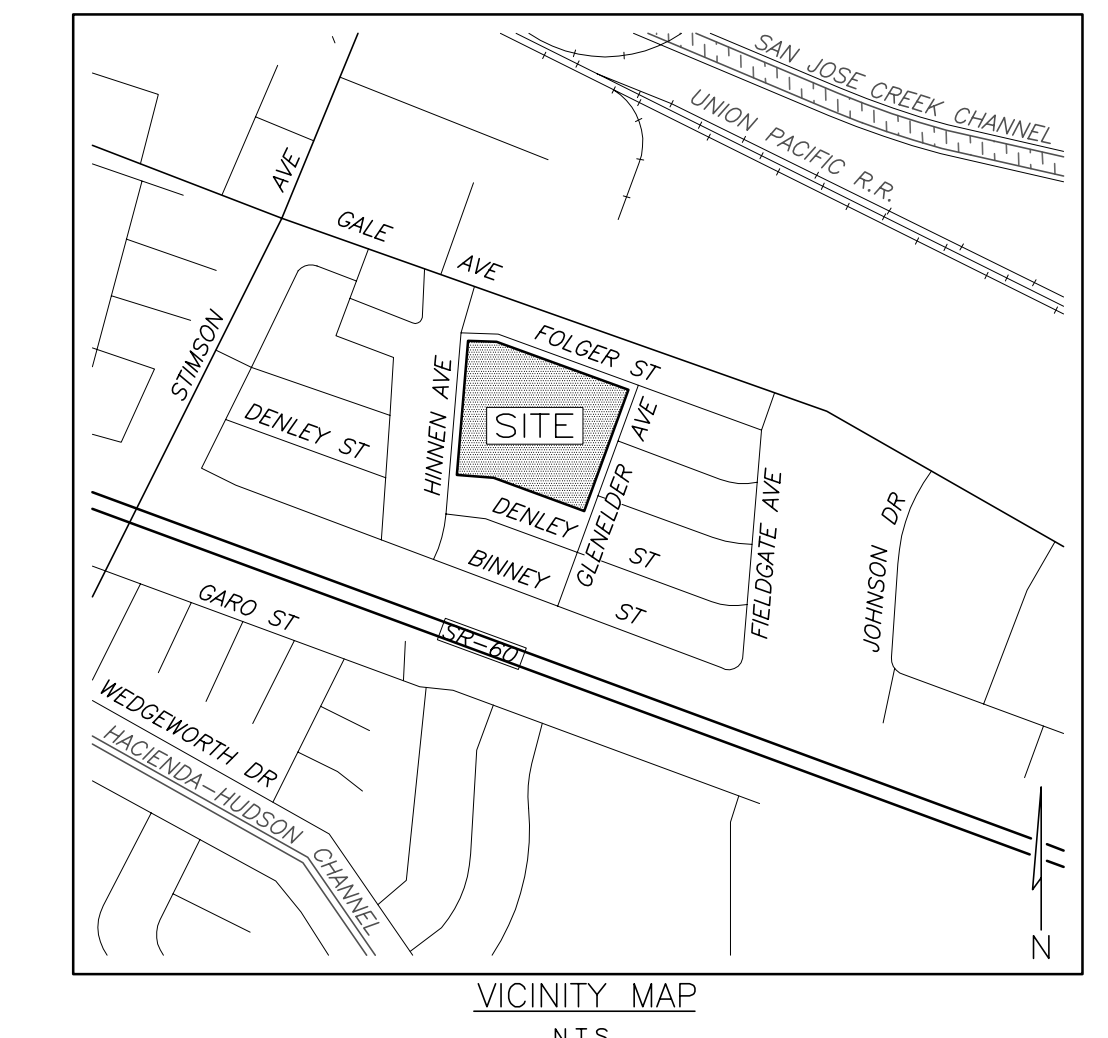 SAN JOSE CREEK CHANNEL
UNION PACIFIC R.R.
STIMSON AVE
GALE AVE
FOLGER ST
HINNEN AVE
SITE
GLENELDER AVE
DENLEY ST
DENLEY ST
BINNEY ST
FIELDGATE AVE
JOHNSON DR
GARO ST
SR-60
WEDGEWORTH DR
HACIENDA-HUDSON CHANNEL
N
VICINITY MAP
N.T.S.